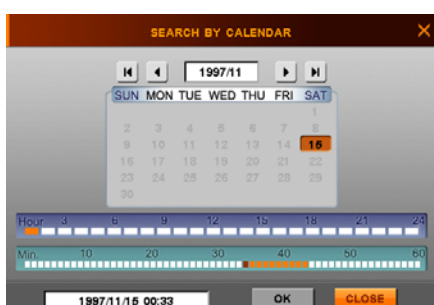 SEARCH BY CALENDAR
1997/11
SUN MON TUE WED THU FRI SAT
1
2 3 4 5 6 7 8
9 10 11 12 13 14 15
16 17 18 19 20 21 22
23 24 25 26 27 28 29
30
Hour 3 6 9 12 15 18 21 24
Min. 10 20 30 40 50 60
1997/11/15 00:33 OK CLOSE